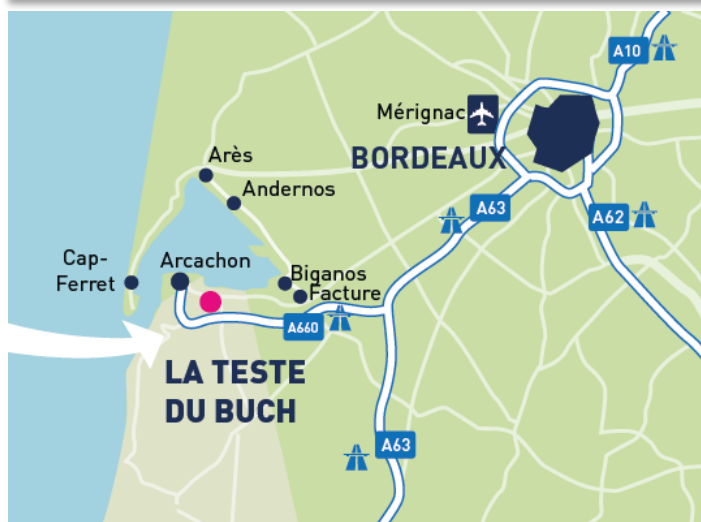 A10
Mérignac
BORDEAUX
Arès
Andernos
A63
A62
Cap-
Ferret
Arcachon
Biganos
Facture
A660
LA TESTE
DU BUCH
A63